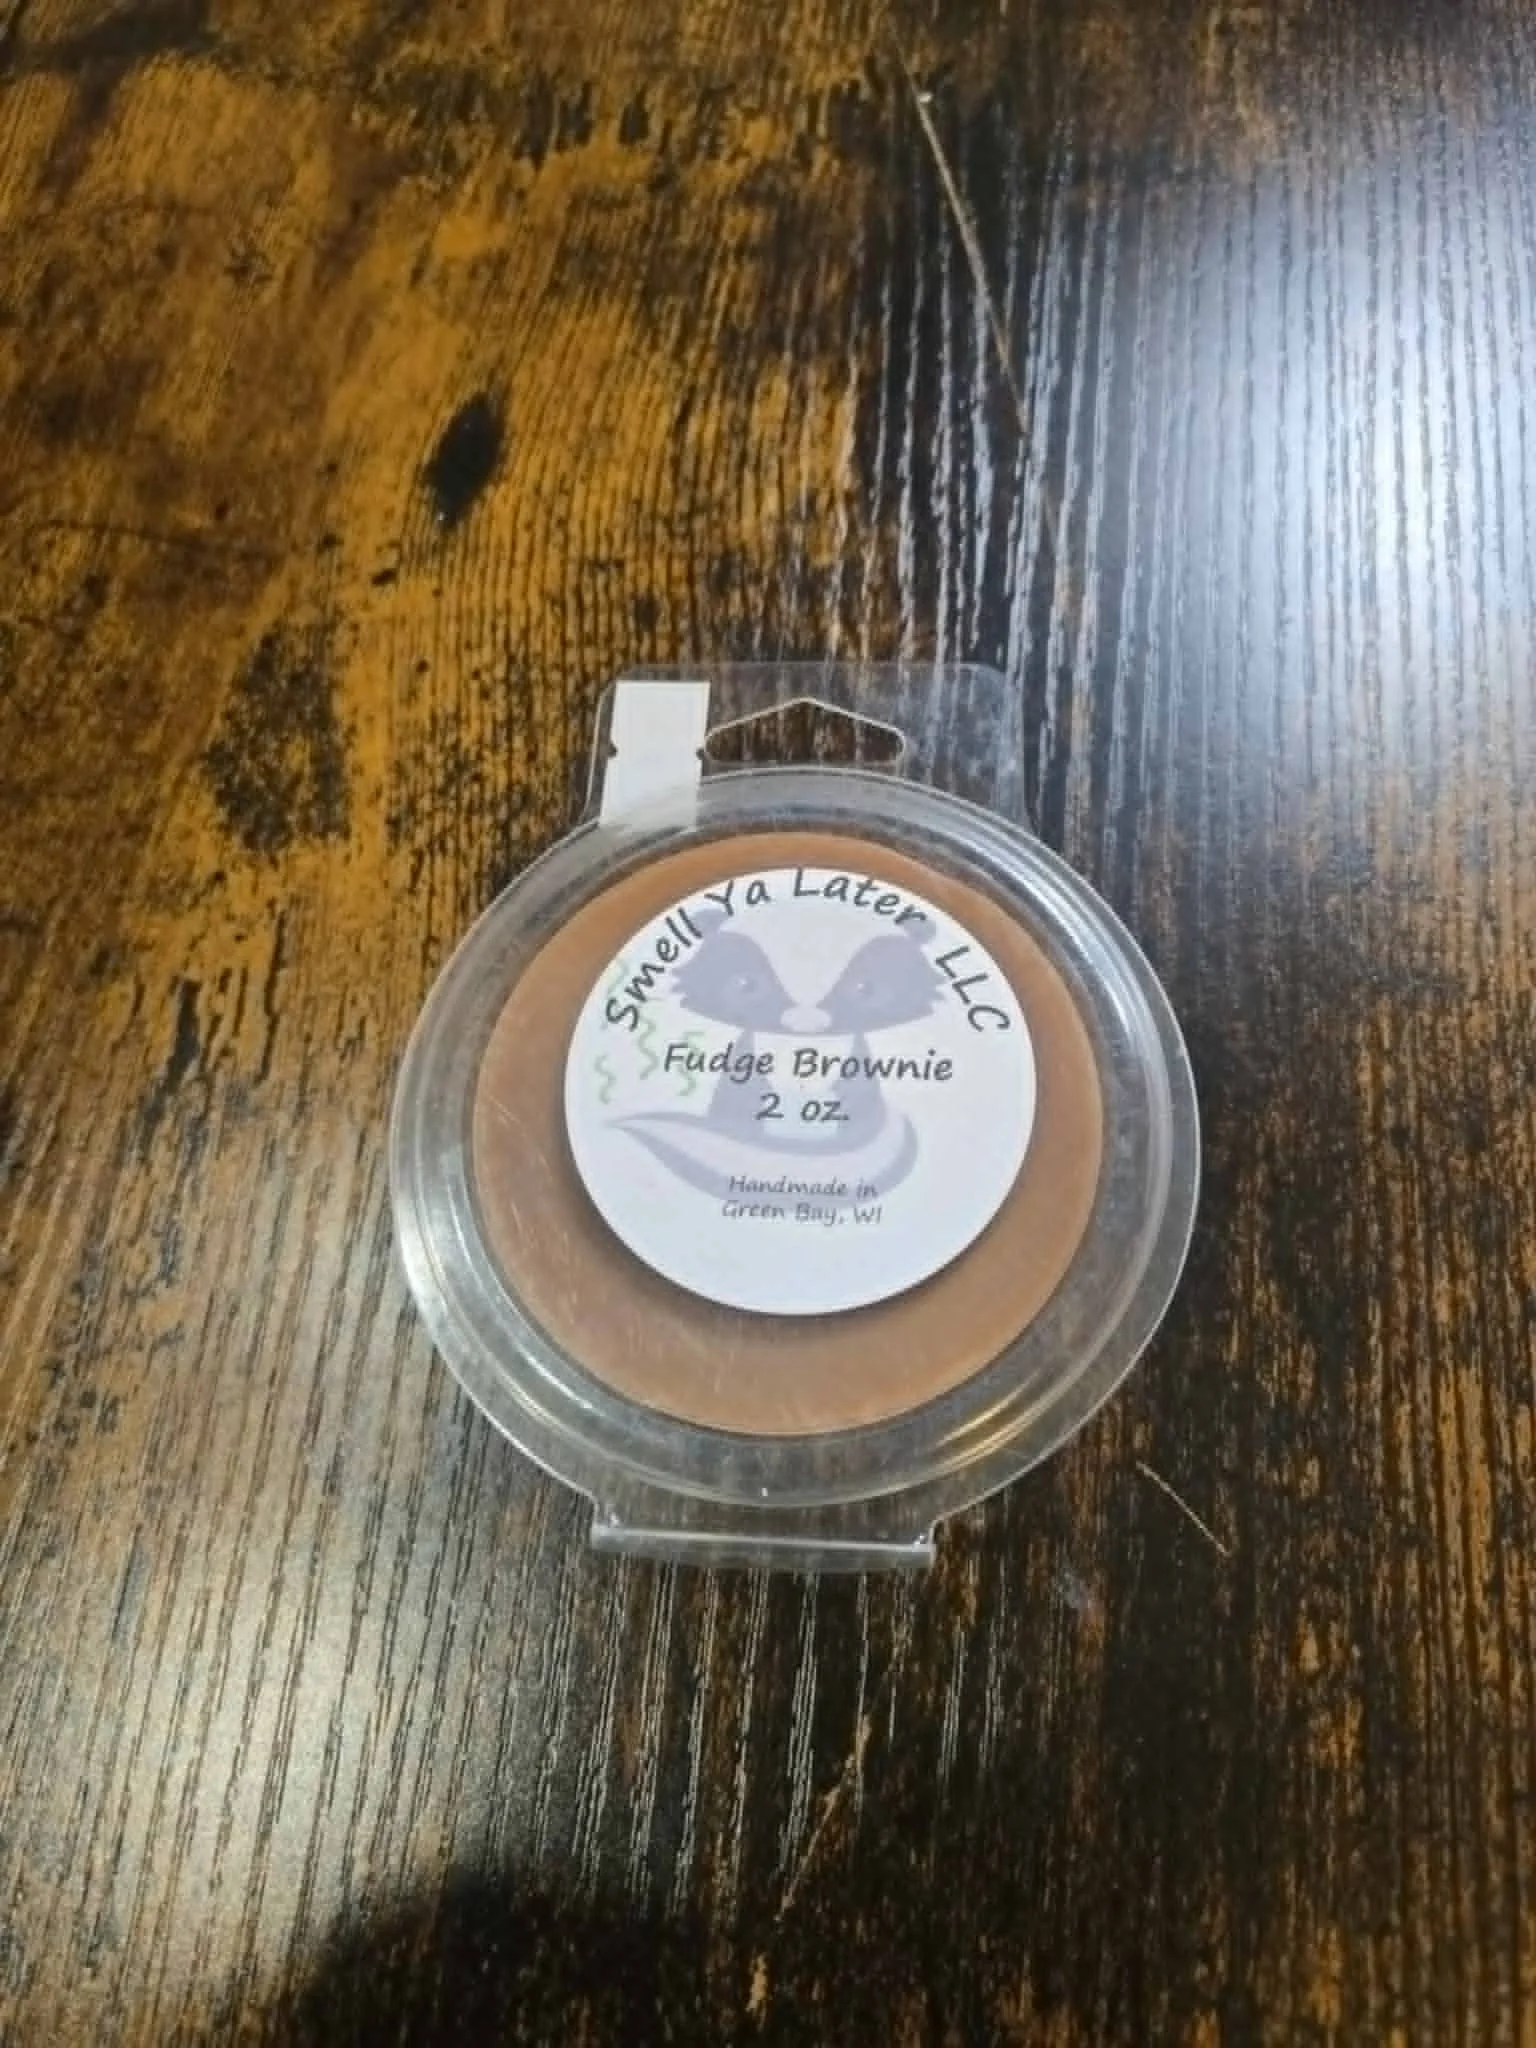 Smell Ya Later LLC
Fudge Brownie
2 oz.
Handmade in
Green Bay, WI